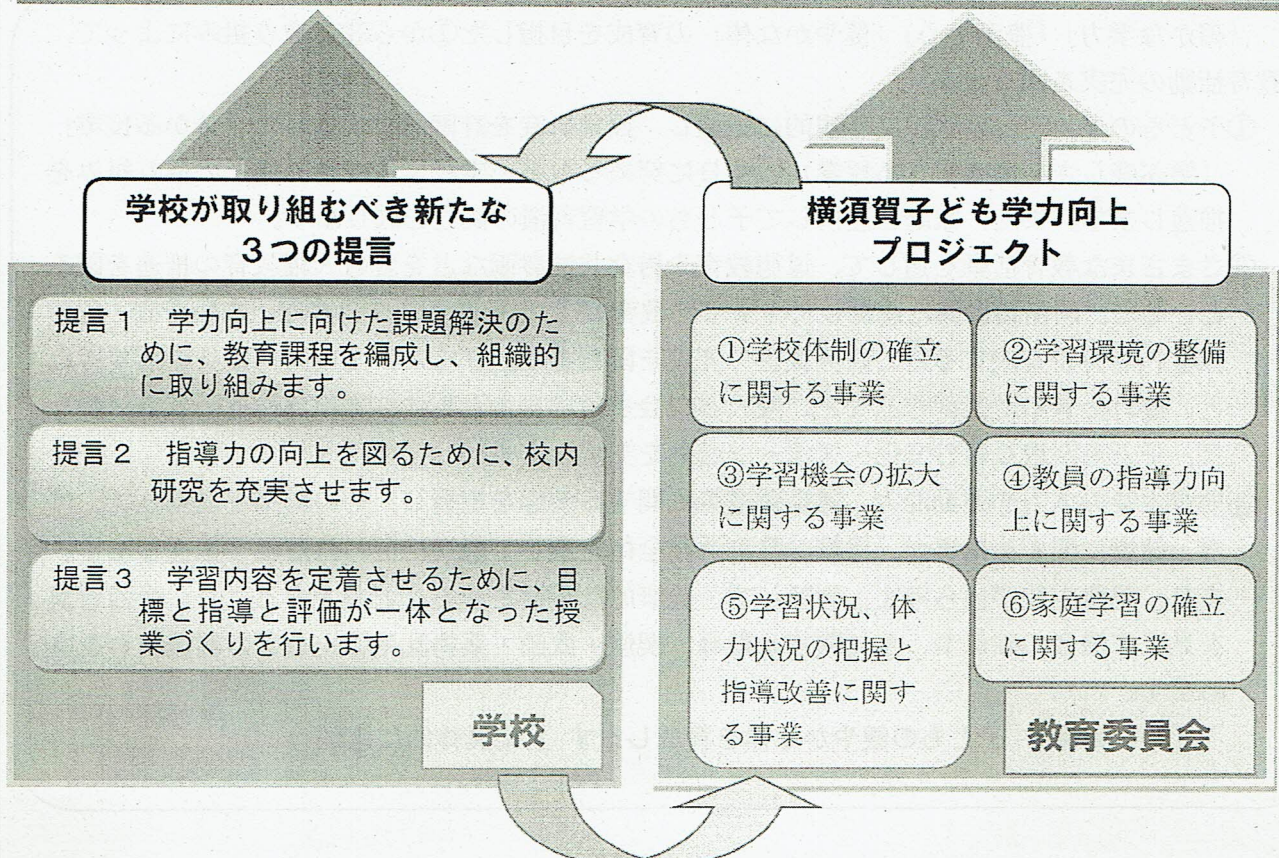 学校が取り組むべき新たな
３つの提言
提言１　学力向上に向けた課題解決のた
めに、教育課程を編成し、組織的
に取り組みます。
提言２　指導力の向上を図るために、校内
研究を充実させます。
提言３　学習内容を定着させるために、目
標と指導と評価が一体となった授
業づくりを行います。
学校
横須賀子ども学力向上
プロジェクト
①学校体制の確立
に関する事業
②学習環境の整備
に関する事業
③学習機会の拡大
に関する事業
④教員の指導力向
上に関する事業
⑤学習状況、体
力状況の把握と
指導改善に関す
る事業
⑥家庭学習の確立
に関する事業
教育委員会